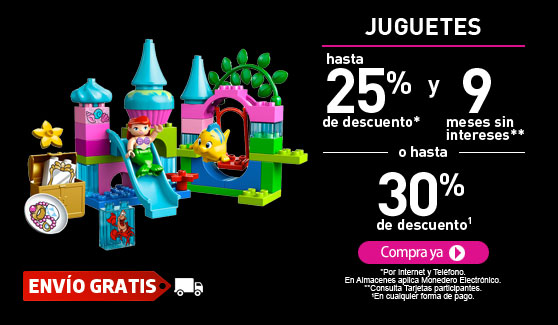 JUGUETES
hasta
25% y 9
de descuento* meses sin
intereses**
o hasta
30%
de descuento¹
Compra ya
ENVÍO GRATIS
*Por Internet y Teléfono.
En Almacenes aplica Monedero Electrónico.
**Consulta Tarjetas participantes.
¹En cualquier forma de pago.